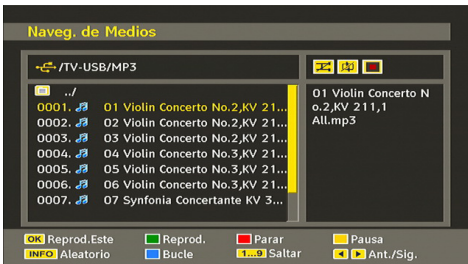 Naveg. de Medios
/TV-USB/MP3
../
0001. 01 Violin Concerto No.2,KV 21...
0002. 02 Violin Concerto No.2,KV 21...
0003. 03 Violin Concerto No.2,KV 21...
0004. 04 Violin Concerto No.3,KV 21...
0005. 05 Violin Concerto No.3,KV 21...
0006. 06 Violin Concerto No.3,KV 21...
0007. 07 Synfonia Concertante KV 3...
01 Violin Concerto N
o.2,KV 211,1
All.mp3
OK Reprod.Este Reprod. Parar Pausa
INFO Aleatorio Bucle 1...9 Saltar Ant./Sig.